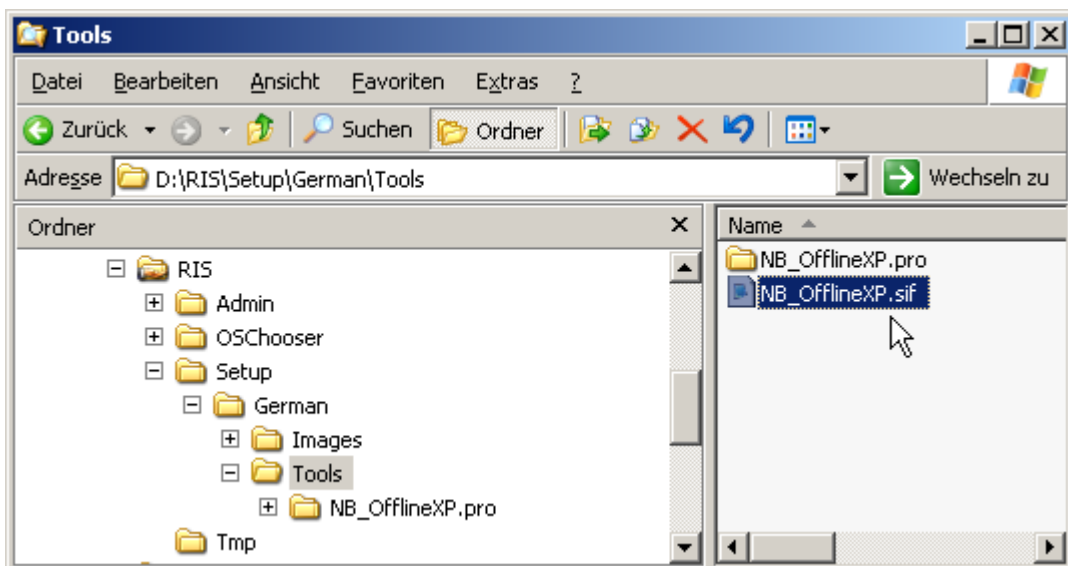 Tools
Datei Bearbeiten Ansicht Favoriten Extras ?
Zurück Suchen Ordner
Adresse D:\RIS\Setup\German\Tools Wechseln zu
Ordner
RIS
Admin
OSChooser
Setup
German
Images
Tools
NB_OfflineXP.pro
Tmp
Name
NB_OfflineXP.pro
NB_OfflineXP.sif